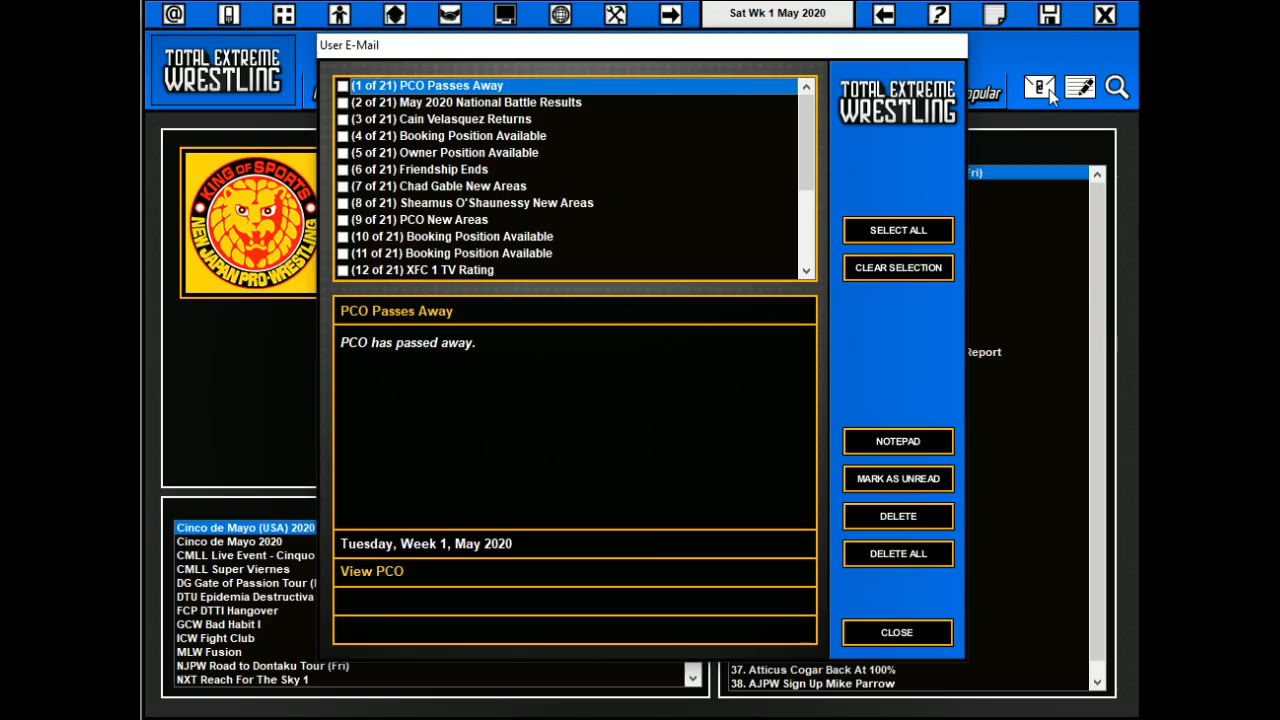 Sat Wk 1 May 2020
User E-Mail
TOTAL EXTREME
WRESTLING
opular
(1 of 21) PCO Passes Away
(2 of 21) May 2020 National Battle Results
(3 of 21) Cain Velasquez Returns
(4 of 21) Booking Position Available
(5 of 21) Owner Position Available
(6 of 21) Friendship Ends
(7 of 21) Chad Gable New Areas
(8 of 21) Sheamus O'Shaunessy New Areas
(9 of 21) PCO New Areas
(10 of 21) Booking Position Available
(11 of 21) Booking Position Available
(12 of 21) XFC 1 TV Rating
TOTAL EXTREME
WRESTLING
SELECT ALL
CLEAR SELECTION
KING OF SPORTS
NEW JAPAN PRO-WRESTLING
ri)
Report
PCO Passes Away
PCO has passed away.
Tuesday, Week 1, May 2020
View PCO
NOTEPAD
MARK AS UNREAD
DELETE
DELETE ALL
CLOSE
Cinco de Mayo (USA) 2020
Cinco de Mayo 2020
CMLL Live Event - Cinquo
CMLL Super Viernes
DG Gate of Passion Tour (
DTU Epidemia Destructiva
FCP DTTI Hangover
GCW Bad Habit I
ICW Fight Club
MLW Fusion
NJPW Road to Dontaku Tour (Fri)
NXT Reach For The Sky 1
37. Atticus Cogar Back At 100%
38. AJPW Sign Up Mike Parrow